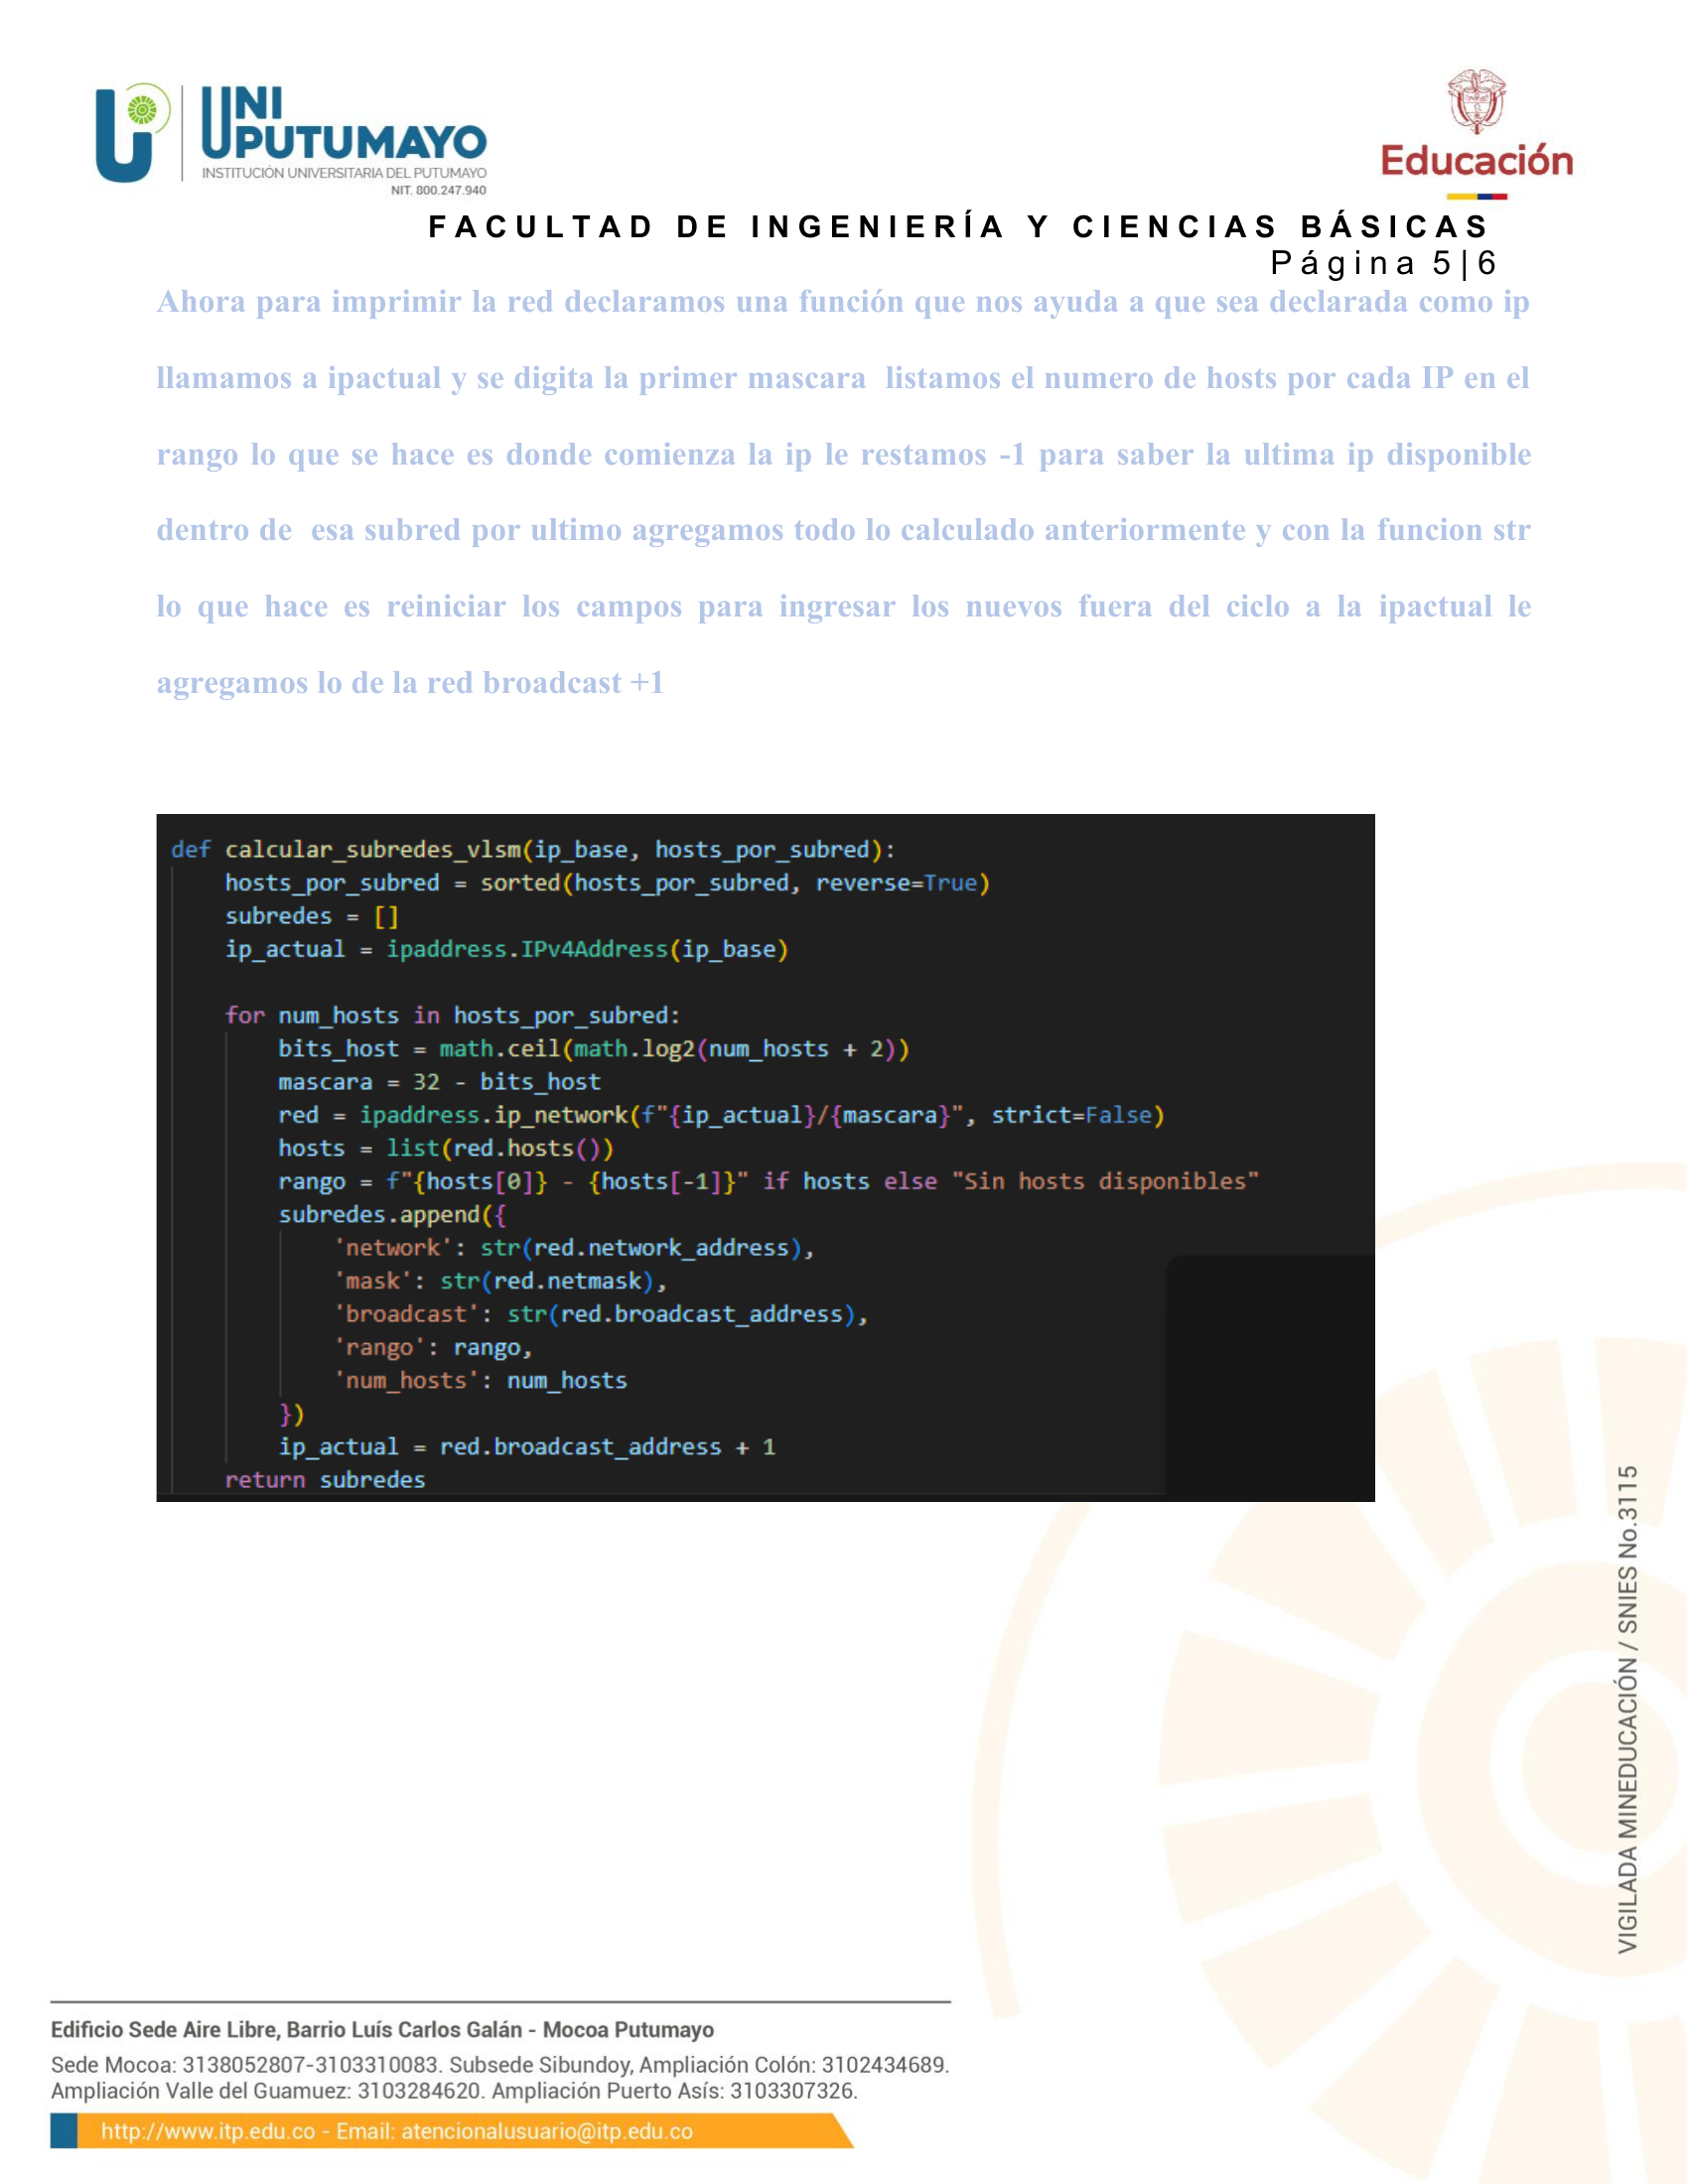 UNI
PUTUMAYO
INSTITUCIÓN UNIVERSITARIA DEL PUTUMAYO
NIT. 800.247.940
Educación
FACULTAD DE INGENIERÍA Y CIENCIAS BÁSICAS
Página 5|6
Ahora para imprimir la red declaramos una función que nos ayuda a que sea declarada como ip
llamamos a ipactual y se digita la primer mascara  listamos el numero de hosts por cada IP en el
rango lo que se hace es donde comienza la ip le restamos -1 para saber la ultima ip disponible
dentro de  esa subred por ultimo agregamos todo lo calculado anteriormente y con la funcion str
lo que hace es reiniciar los campos para ingresar los nuevos fuera del ciclo a la ipactual le
agregamos lo de la red broadcast +1
def calcular_subredes_vlsm(ip_base, hosts_por_subred):
    hosts_por_subred = sorted(hosts_por_subred, reverse=True)
    subredes = []
    ip_actual = ipaddress.IPv4Address(ip_base)
    for num_hosts in hosts_por_subred:
        bits_host = math.ceil(math.log2(num_hosts + 2))
        mascara = 32 - bits_host
        red = ipaddress.ip_network(f"{ip_actual}/{mascara}", strict=False)
        hosts = list(red.hosts())
        rango = f"{hosts[0]} - {hosts[-1]}" if hosts else "Sin hosts disponibles"
        subredes.append({
            'network': str(red.network_address),
            'mask': str(red.netmask),
            'broadcast': str(red.broadcast_address),
            'rango': rango,
            'num_hosts': num_hosts
        })
        ip_actual = red.broadcast_address + 1
    return subredes
VIGILADA MINEDUCACIÓN / SNIES No.3115
Edificio Sede Aire Libre, Barrio Luís Carlos Galán - Mocoa Putumayo
Sede Mocoa: 3138052807-3103310083. Subsede Sibundoy, Ampliación Colón: 3102434689.
Ampliación Valle del Guamuez: 3103284620. Ampliación Puerto Asís: 3103307326.
http://www.itp.edu.co - Email: atencionalusuario@itp.edu.co